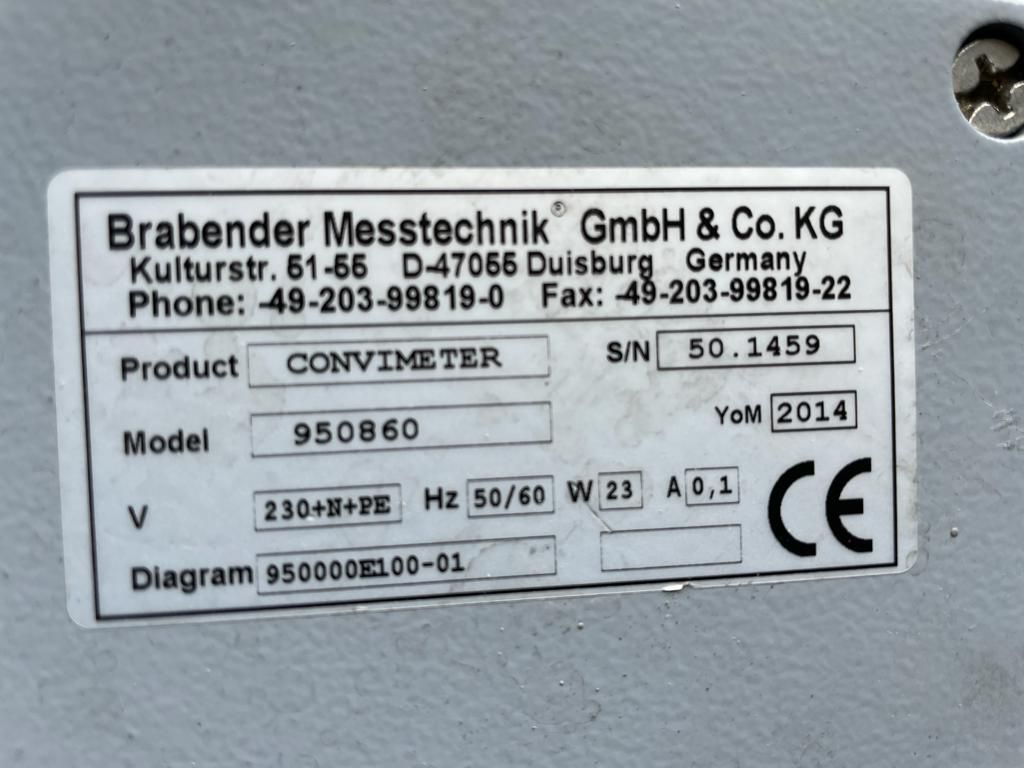 Brabender Messtechnik® GmbH & Co. KG
Kulturstr. 51-55 D-47055 Duisburg Germany
Phone: +49-203-99819-0 Fax: +49-203-99819-22
Product CONVIMETER S/N 50.1459
Model 950860 YoM 2014
V 230+N+PE Hz 50/60 W 23 A 0,1
Diagram 950000E100-01 CE